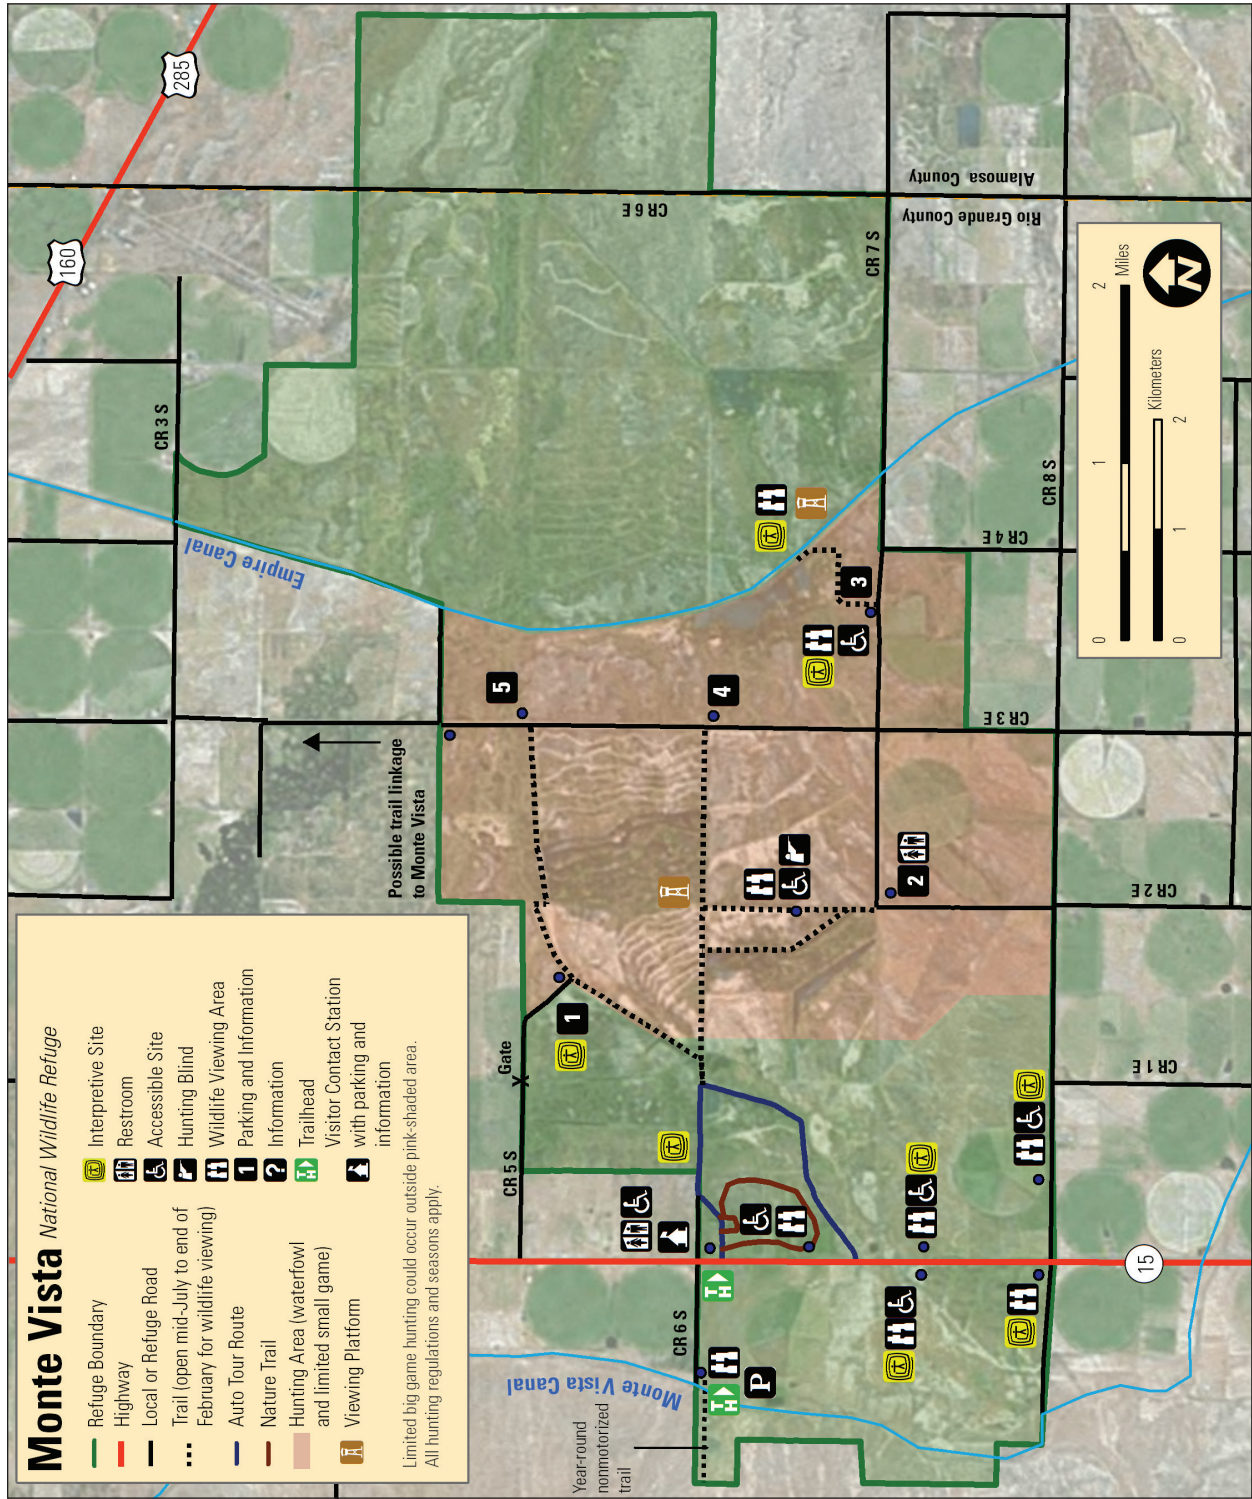 Monte Vista National Wildlife Refuge
Refuge Boundary
Highway
Local or Refuge Road
Trail (open mid-July to end of
February for wildlife viewing)
Auto Tour Route
Nature Trail
Hunting Area (waterfowl
and limited small game)
Viewing Platform
Interpretive Site
Restroom
Accessible Site
Hunting Blind
Wildlife Viewing Area
1 Parking and Information
? Information
TH Trailhead
Visitor Contact Station
with parking and
information
Limited big game hunting could occur outside pink-shaded area.
All hunting regulations and seasons apply.
160
285
CR 3 S
Empire Canal
Possible trail linkage
to Monte Vista
CR 5 S
Gate
X
1
5
4
3
2
CR 6 E
CR 6 S
TH
TH
P
Monte Vista Canal
Year-round
nonmotorized
trail
CR 7 S
Rio Grande County
Alamosa County
CR 8 S
CR 1 E
CR 2 E
CR 3 E
CR 4 E
15
0 1 2
Miles
0 1 2
Kilometers
N